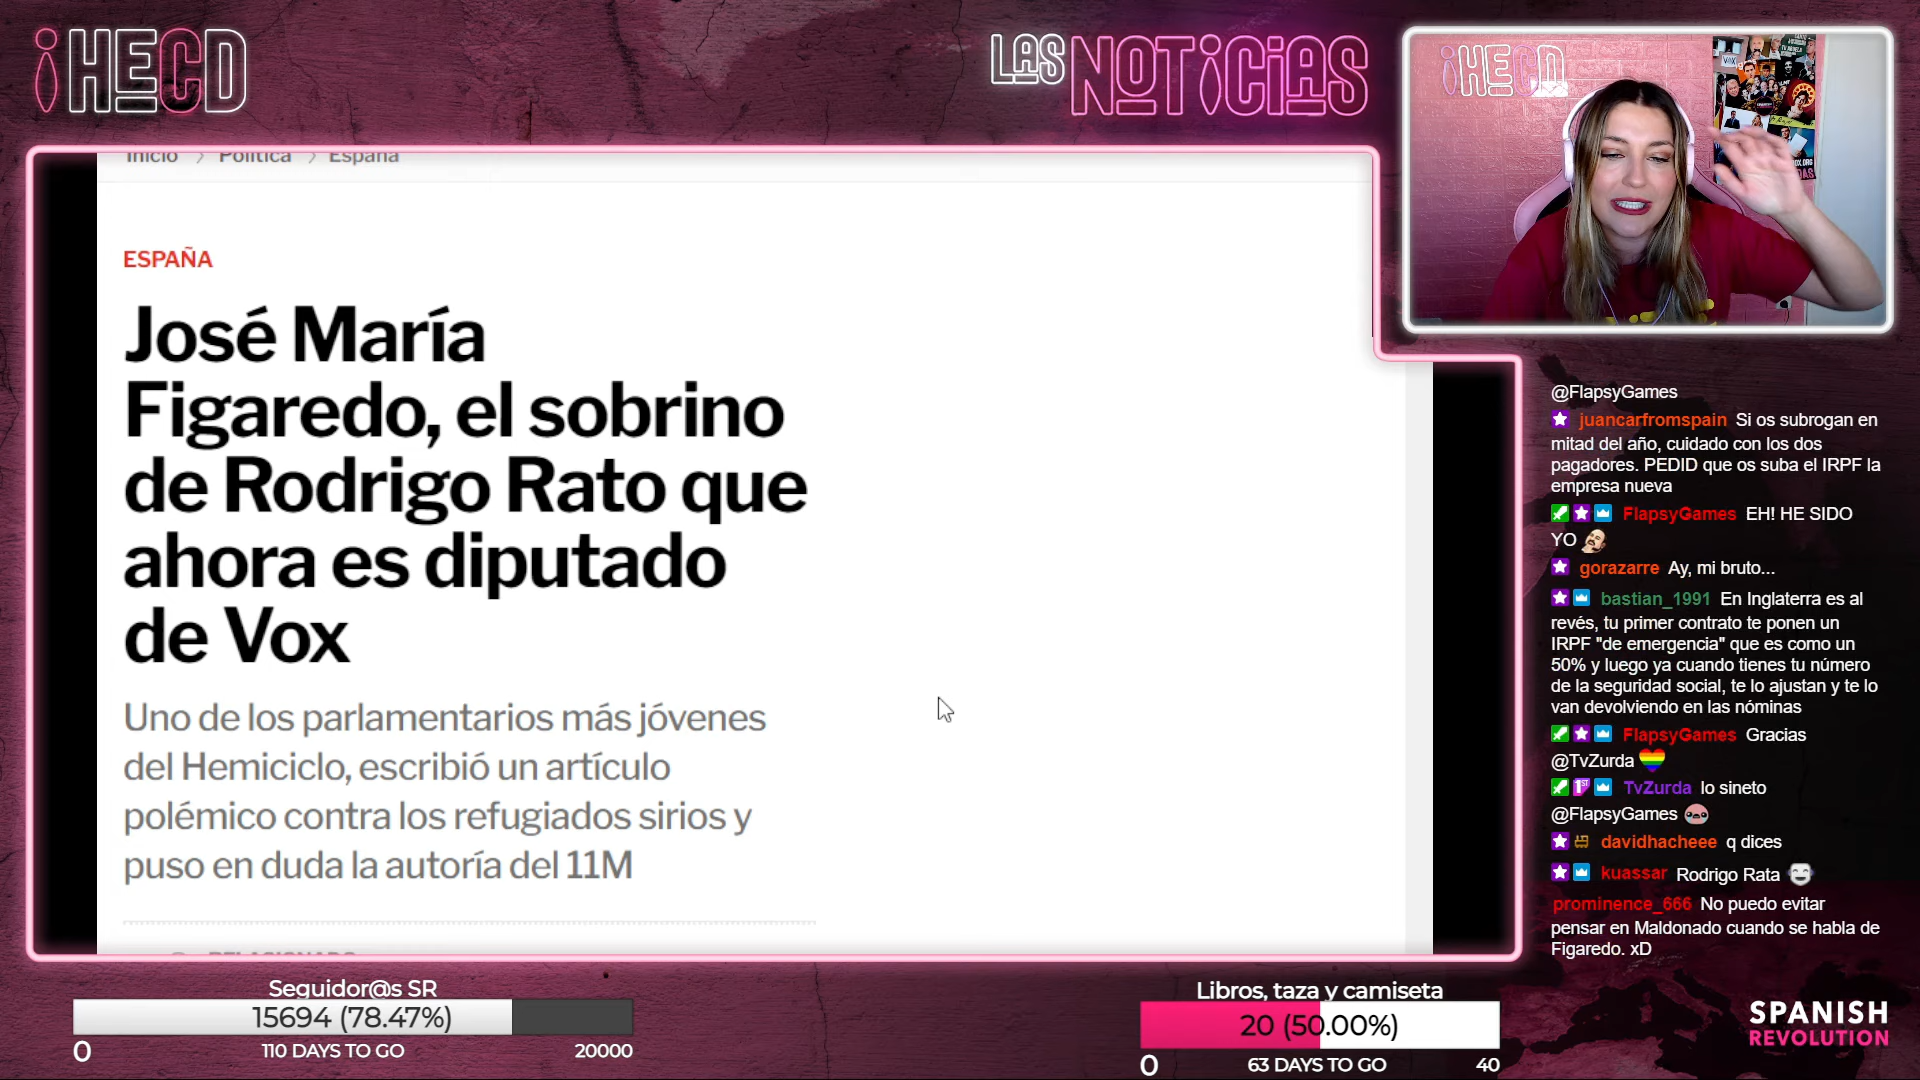 ¡HECD
LAS NOTICIAS
¡HECD
Inicio > Política > España
ESPAÑA
José María
Figaredo, el sobrino
de Rodrigo Rato que
ahora es diputado
de Vox
Uno de los parlamentarios más jóvenes
del Hemiciclo, escribió un artículo
polémico contra los refugiados sirios y
puso en duda la autoría del 11M
RELACIONADO
@FlapsyGames
juancarfromspain Si os subrogan en
mitad del año, cuidado con los dos
pagadores. PEDID que os suba el IRPF la
empresa nueva
FlapsyGames EH! HE SIDO
YO
gorazarre Ay, mi bruto...
bastian_1991 En Inglaterra es al
revés, tu primer contrato te ponen un
IRPF "de emergencia" que es como un
50% y luego ya cuando tienes tu número
de la seguridad social, te lo ajustan y te lo
van devolviendo en las nóminas
FlapsyGames Gracias
@TvZurda
1ST TvZurda lo sineto
@FlapsyGames
davidhacheee q dices
kuassar Rodrigo Rata
prominence_666 No puedo evitar
pensar en Maldonado cuando se habla de
Figaredo. xD
Seguidor@s SR
15694 (78.47%)
0 110 DAYS TO GO 20000
Libros, taza y camiseta
20 (50.00%)
0 63 DAYS TO GO 40
SPANISH
REVOLUTION